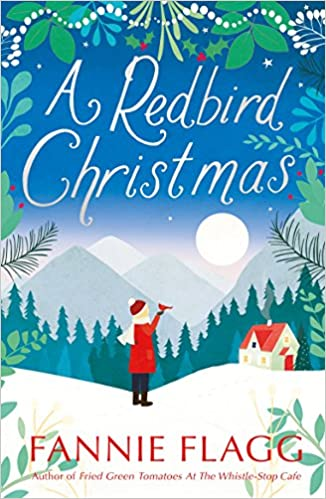 A Redbird
Christmas
FANNIE FLAGG
Author of Fried Green Tomatoes At The Whistle-Stop Cafe